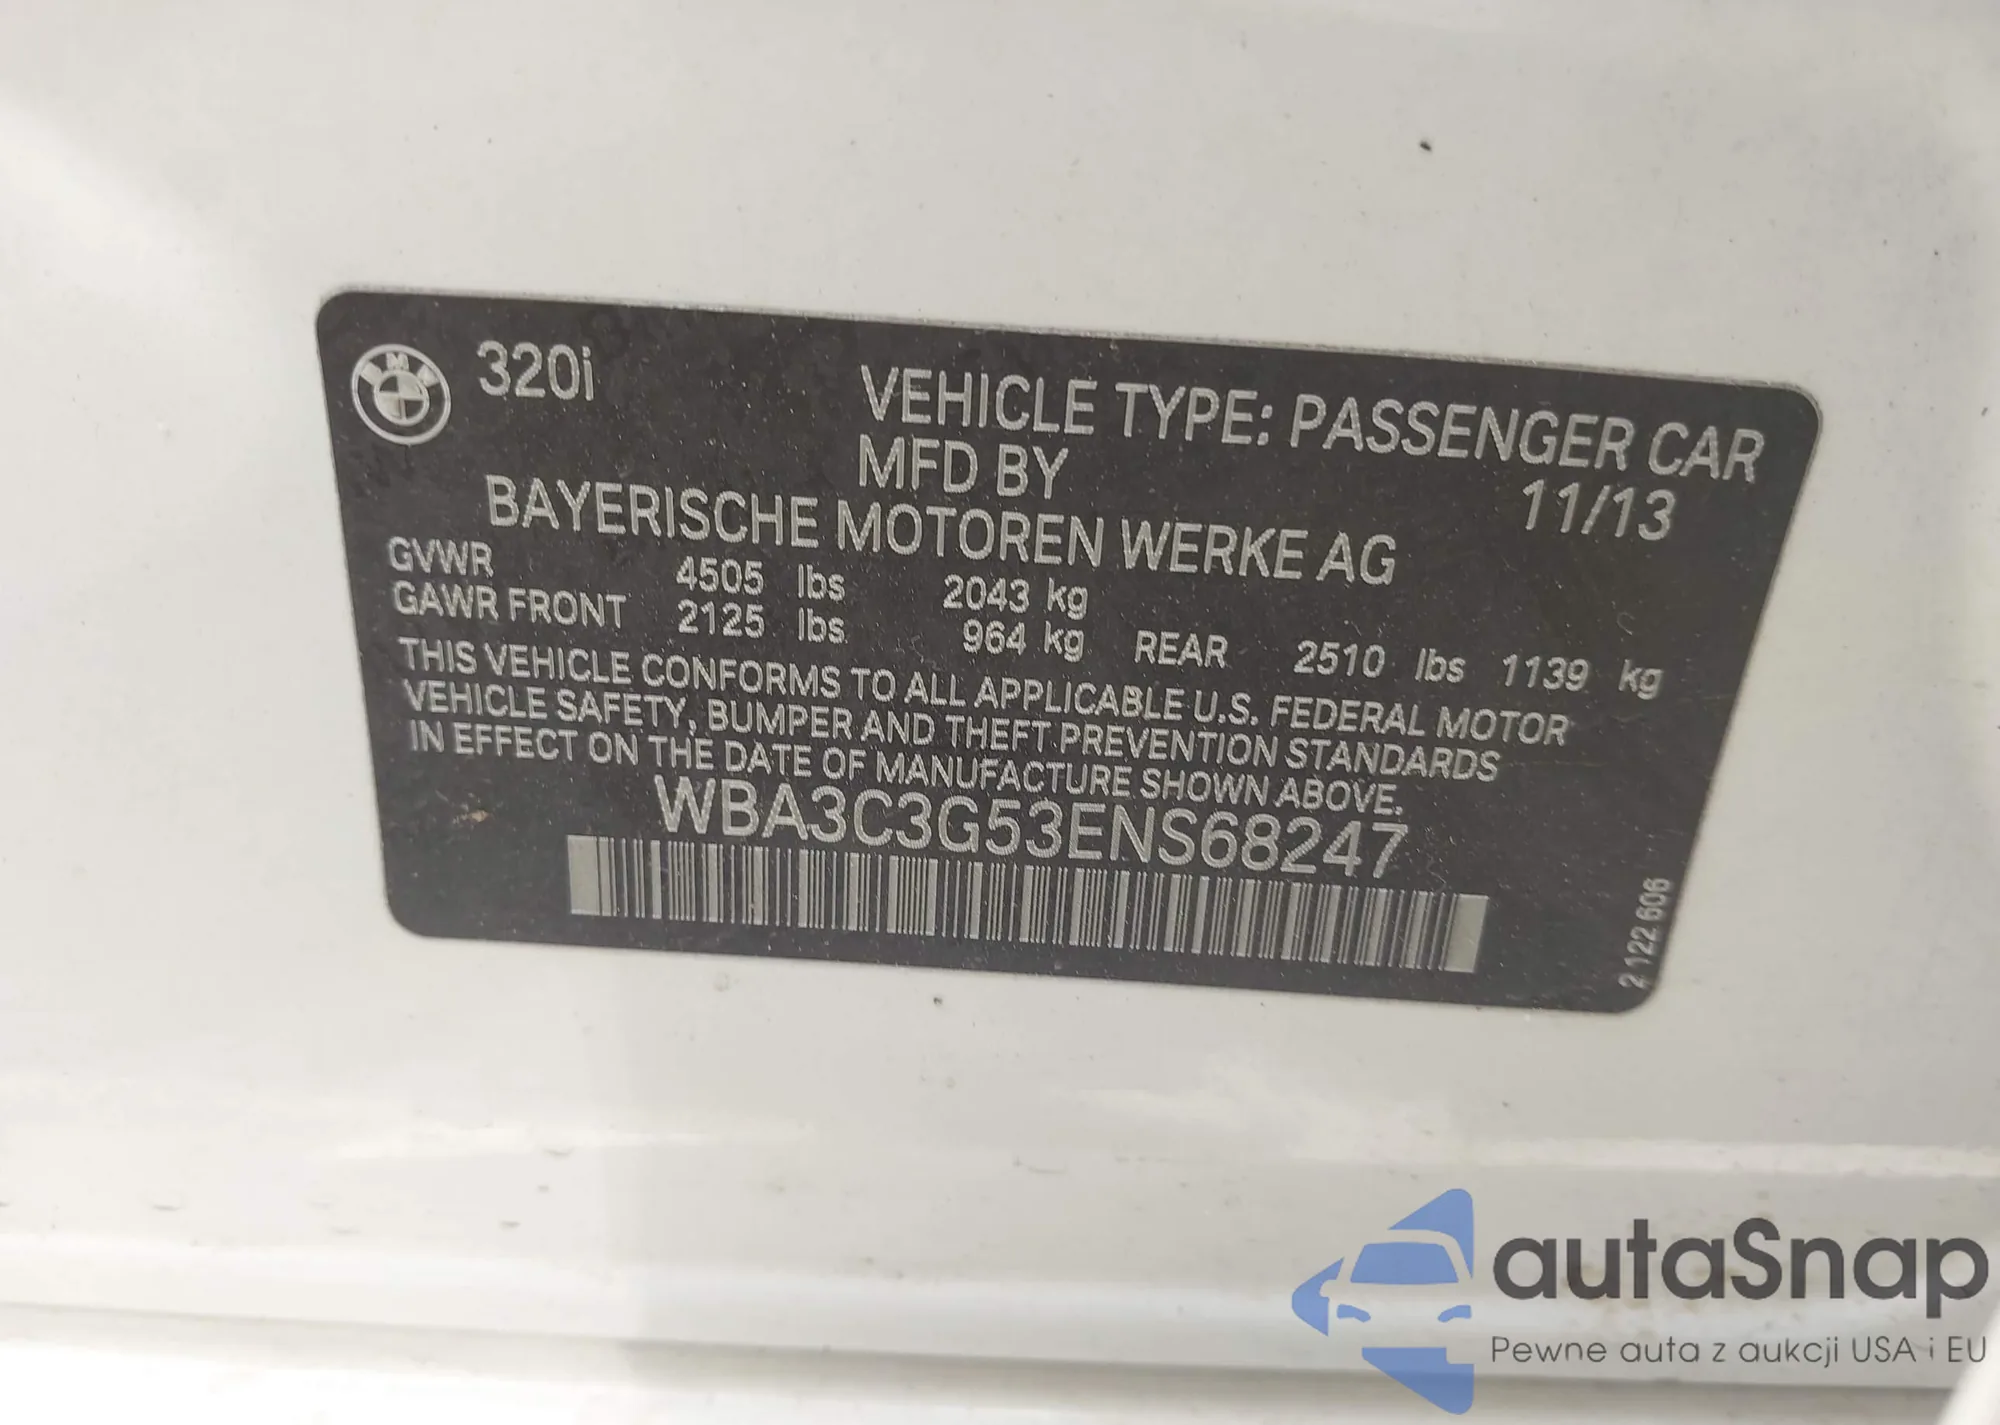 BMW 320i
VEHICLE TYPE: PASSENGER CAR
MFD BY 11/13
BAYERISCHE MOTOREN WERKE AG
GVWR 4505 lbs 2043 kg
GAWR FRONT 2125 lbs 964 kg REAR 2510 lbs 1139 kg
THIS VEHICLE CONFORMS TO ALL APPLICABLE U.S. FEDERAL MOTOR
VEHICLE SAFETY, BUMPER AND THEFT PREVENTION STANDARDS
IN EFFECT ON THE DATE OF MANUFACTURE SHOWN ABOVE.
WBA3C3G53ENS68247
2 122 606
autaSnap
Pewne auta z aukcji USA i EU